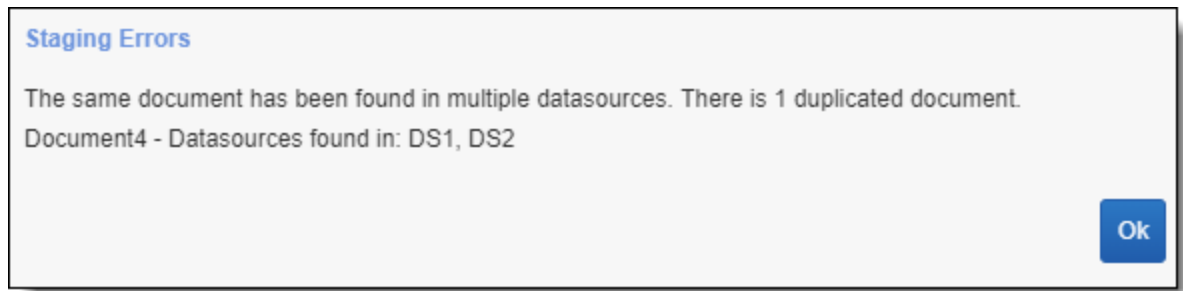 Staging Errors
The same document has been found in multiple datasources. There is 1 duplicated document.
Document4 - Datasources found in: DS1, DS2
Ok